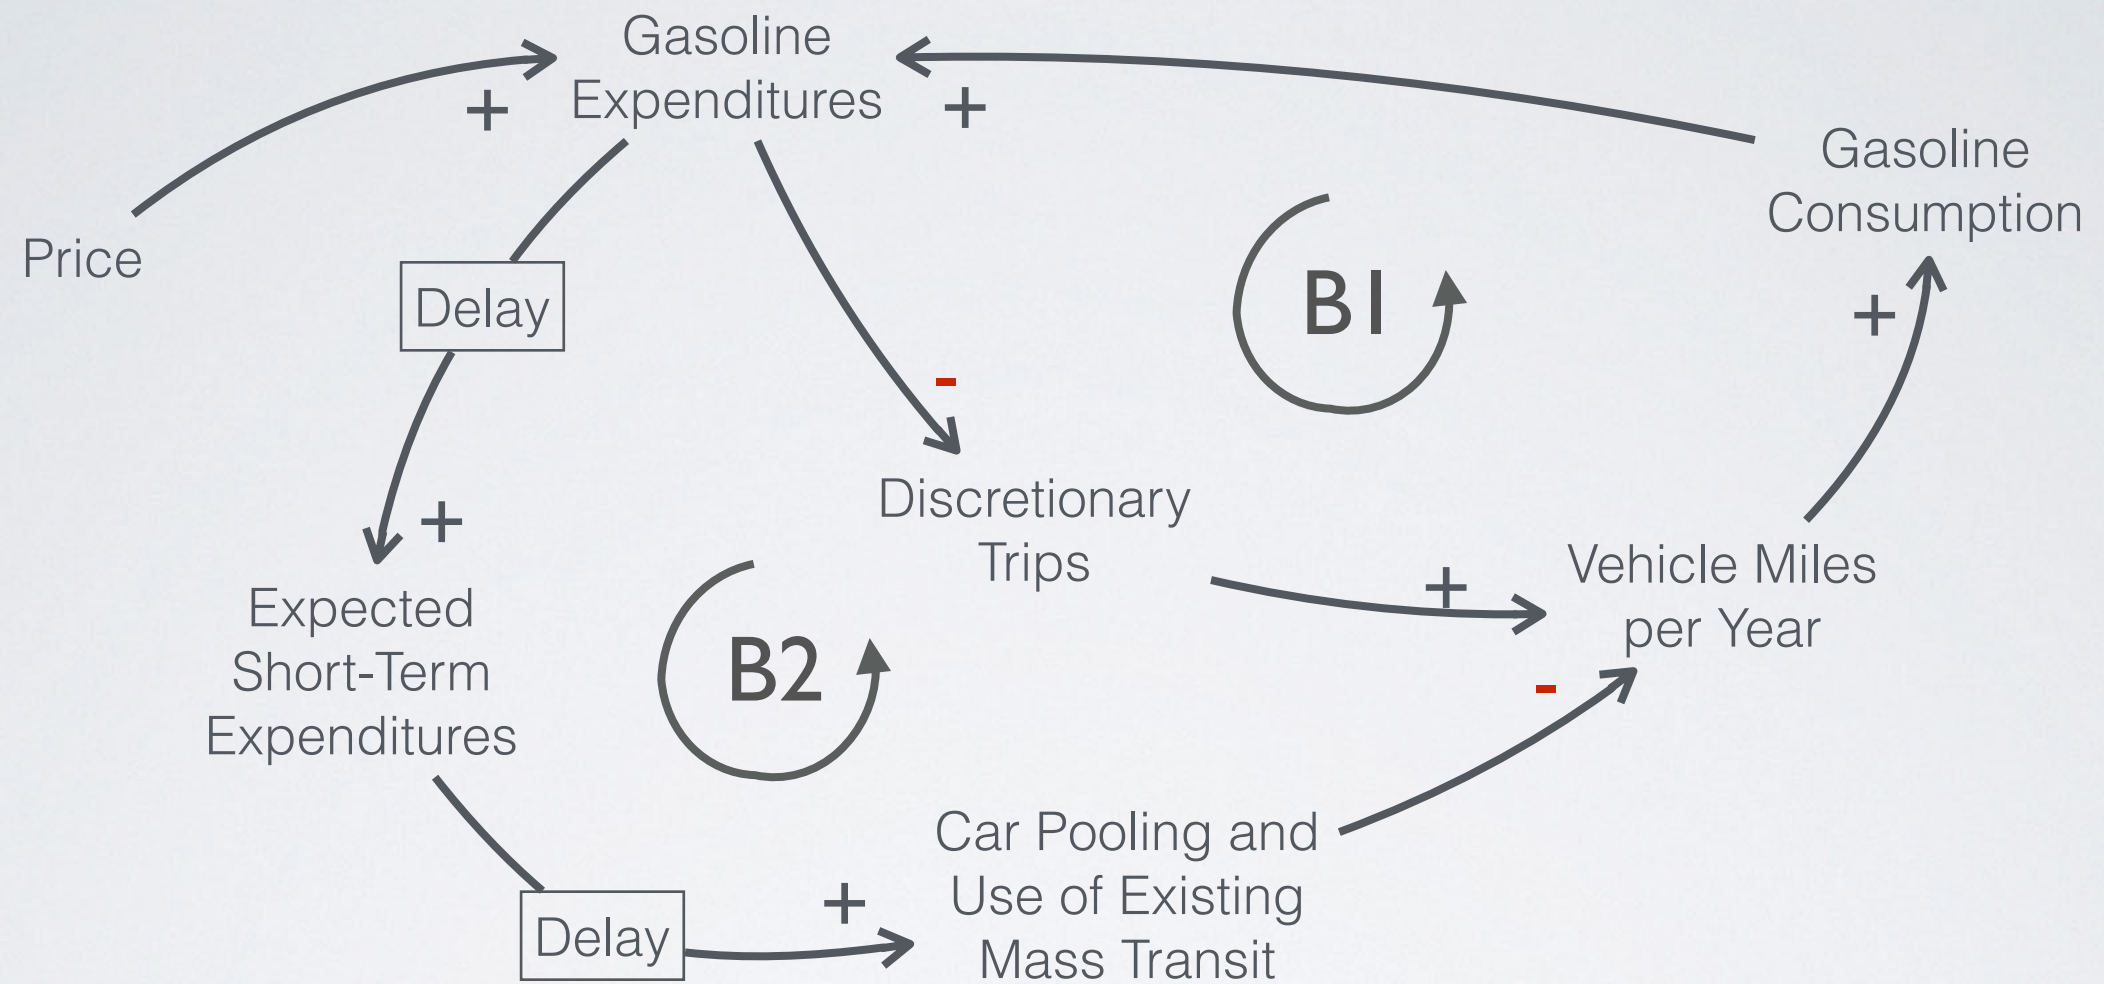 Gasoline
Expenditures
+
+
Gasoline
Consumption
Price
Delay
B1
+
-
Discretionary
Trips
+
+
Vehicle Miles
per Year
Expected
Short-Term
Expenditures
B2
-
Car Pooling and
Use of Existing
Mass Transit
+
Delay